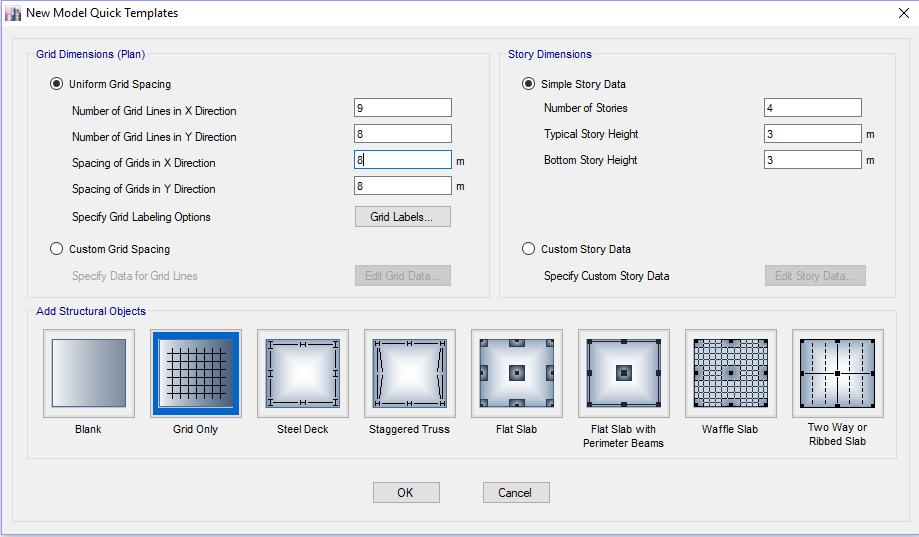 New Model Quick Templates
Grid Dimensions (Plan)
Uniform Grid Spacing
Number of Grid Lines in X Direction 9
Number of Grid Lines in Y Direction 8
Spacing of Grids in X Direction 8 m
Spacing of Grids in Y Direction 8 m
Specify Grid Labeling Options Grid Labels...
Custom Grid Spacing
Specify Data for Grid Lines Edit Grid Data...
Story Dimensions
Simple Story Data
Number of Stories 4
Typical Story Height 3 m
Bottom Story Height 3 m
Custom Story Data
Specify Custom Story Data Edit Story Data...
Add Structural Objects
Blank
Grid Only
Steel Deck
Staggered Truss
Flat Slab
Flat Slab with
Perimeter Beams
Waffle Slab
Two Way or
Ribbed Slab
OK
Cancel